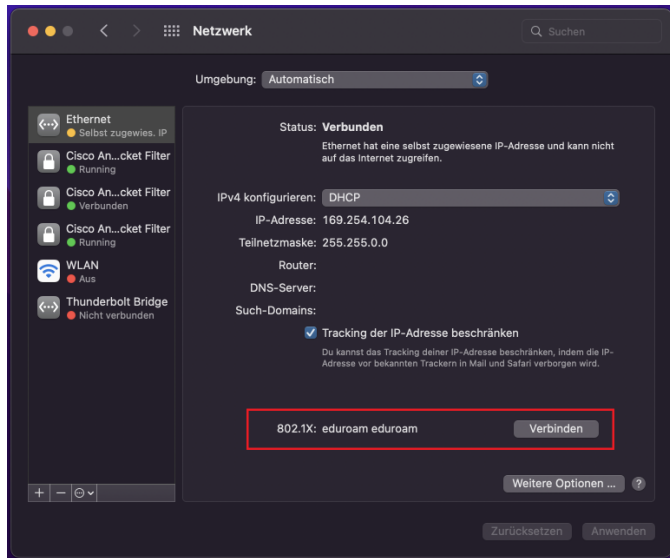 Netzwerk
Suchen
Umgebung: Automatisch
Ethernet
Selbst zugewies. IP
Cisco An...cket Filter
Running
Cisco An...cket Filter
Verbunden
Cisco An...cket Filter
Running
WLAN
Aus
Thunderbolt Bridge
Nicht verbunden
Status: Verbunden
Ethernet hat eine selbst zugewiesene IP-Adresse und kann nicht
auf das Internet zugreifen.
IPv4 konfigurieren: DHCP
IP-Adresse: 169.254.104.26
Teilnetzmaske: 255.255.0.0
Router:
DNS-Server:
Such-Domains:
Tracking der IP-Adresse beschränken
Du kannst das Tracking deiner IP-Adresse beschränken, indem die IP-
Adresse vor bekannten Trackern in Mail und Safari verborgen wird.
802.1X: eduroam eduroam Verbinden
Weitere Optionen ... ?
Zurücksetzen Anwenden